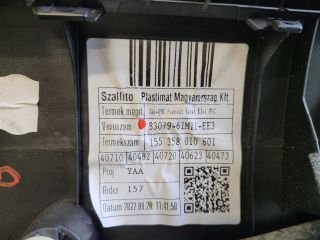 Szallito Plastimat Magyarorszag Kft.
Termek megn.
Vevoszam 83079-61M11-EE3
Termekszam 155 358 010 601
40710 40482 40720 40623 40473
Proj. YAA
Rider 157
Datum 2022.09.28 11:11:50